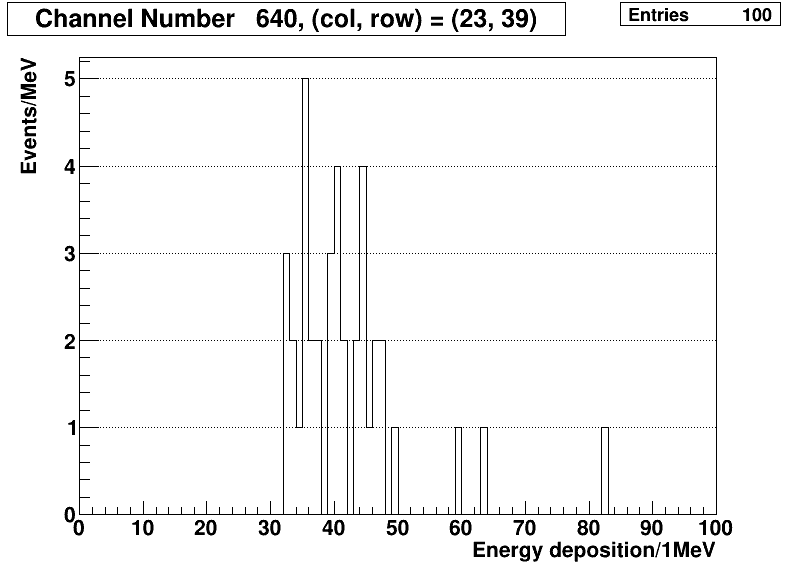 Channel Number 640, (col, row) = (23, 39)
Entries 100
Events/MeV
5
4
3
2
1
0
0 10 20 30 40 50 60 70 80 90 100
Energy deposition/1MeV